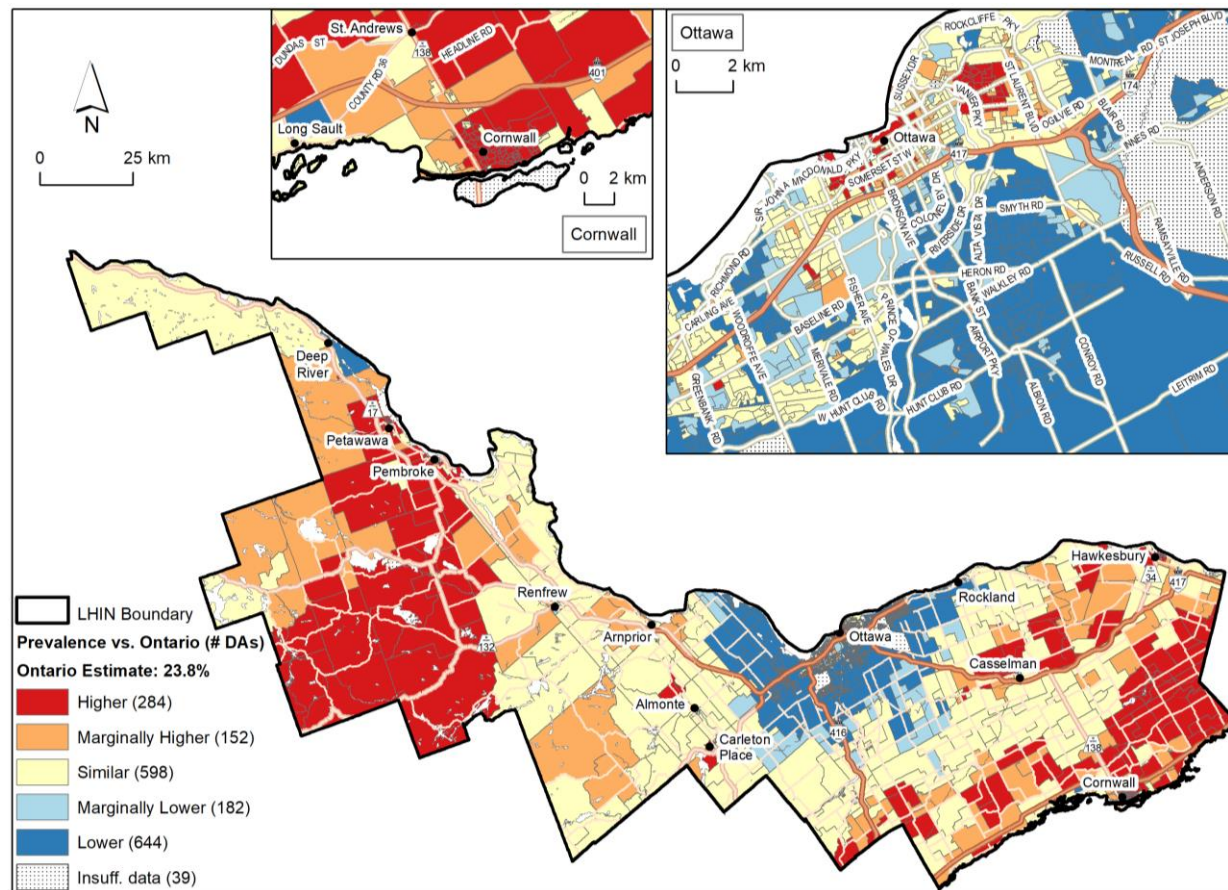 N
0 25 km
St. Andrews
DUNDAS ST
COUNTY RD 36
138
HEADLINE RD
401
Long Sault
Cornwall
0 2 km
Cornwall
Ottawa
0 2 km
ROCKCLIFFE PKY
SUSSEX DR
ST LAURENT BLVD
MONTREAL RD
ST JOSEPH BLVD
174
VANIER PKY
OGILVIE RD
BLAIR RD
INNES RD
ANDERSON RD
Ottawa
417
SIR JOHN A MACDONALD PKY
SOMERSET ST W
BRONSON AVE
COLONEL BY DR
RIVERSIDE DR
ALTA VISTA DR
SMYTH RD
RAMSAYVILLE RD
RUSSELL RD
RICHMOND RD
CARLING AVE
WOODROFFE AVE
BASELINE RD
FISHER AVE
PRINCE OF WALES DR
HERON RD
WALKLEY RD
BANK ST
AIRPORT PKY
MERIVALE RD
GREENBANK RD
W HUNT CLUB RD
HUNT CLUB RD
ALBION RD
CONROY RD
LEITRIM RD
Deep
River
17
Petawawa
Pembroke
Renfrew
132
Arnprior
Almonte
Carleton
Place
Ottawa
416
Rockland
Casselman
Hawkesbury
34
417
138
Cornwall
LHIN Boundary
Prevalence vs. Ontario (# DAs)
Ontario Estimate: 23.8%
Higher (284)
Marginally Higher (152)
Similar (598)
Marginally Lower (182)
Lower (644)
Insuff. data (39)